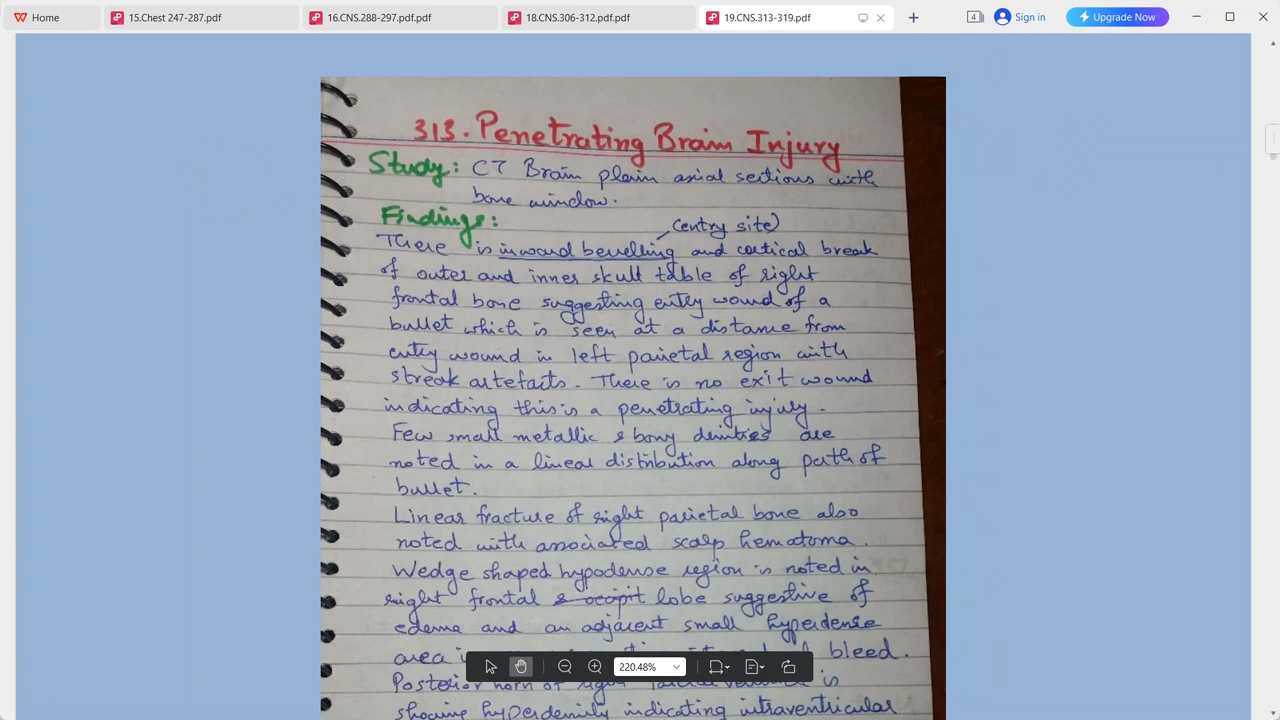 Home
15.Chest 247-287.pdf
16.CNS.288-297.pdf
18.CNS.306-312.pdf
19.CNS.313-319.pdf
4
Sign in
Upgrade Now
313. Penetrating Brain Injury
Study: CT Brain plain axial sections with
bone window.
Findings:
(entry site)
There is inward bevelling and cortical break
of outer and inner skull table of right
frontal bone suggesting entry wound of a
bullet which is seen at a distance from
entry wound in left parietal region with
streak artefacts. There is no exit wound
indicating this is a penetrating injury.
Few small metallic & bony densities are
noted in a linear distribution along path of
bullet.
Linear fracture of right parietal bone also
noted with associated scalp hematoma.
Wedge shaped hypodense region is noted in
right frontal & occipit lobe suggestive of
edema and an adjacent small hyperdense
area bleed.
220.48%
Posterior horn of right is
showing hyperdensity indicating intraventricular